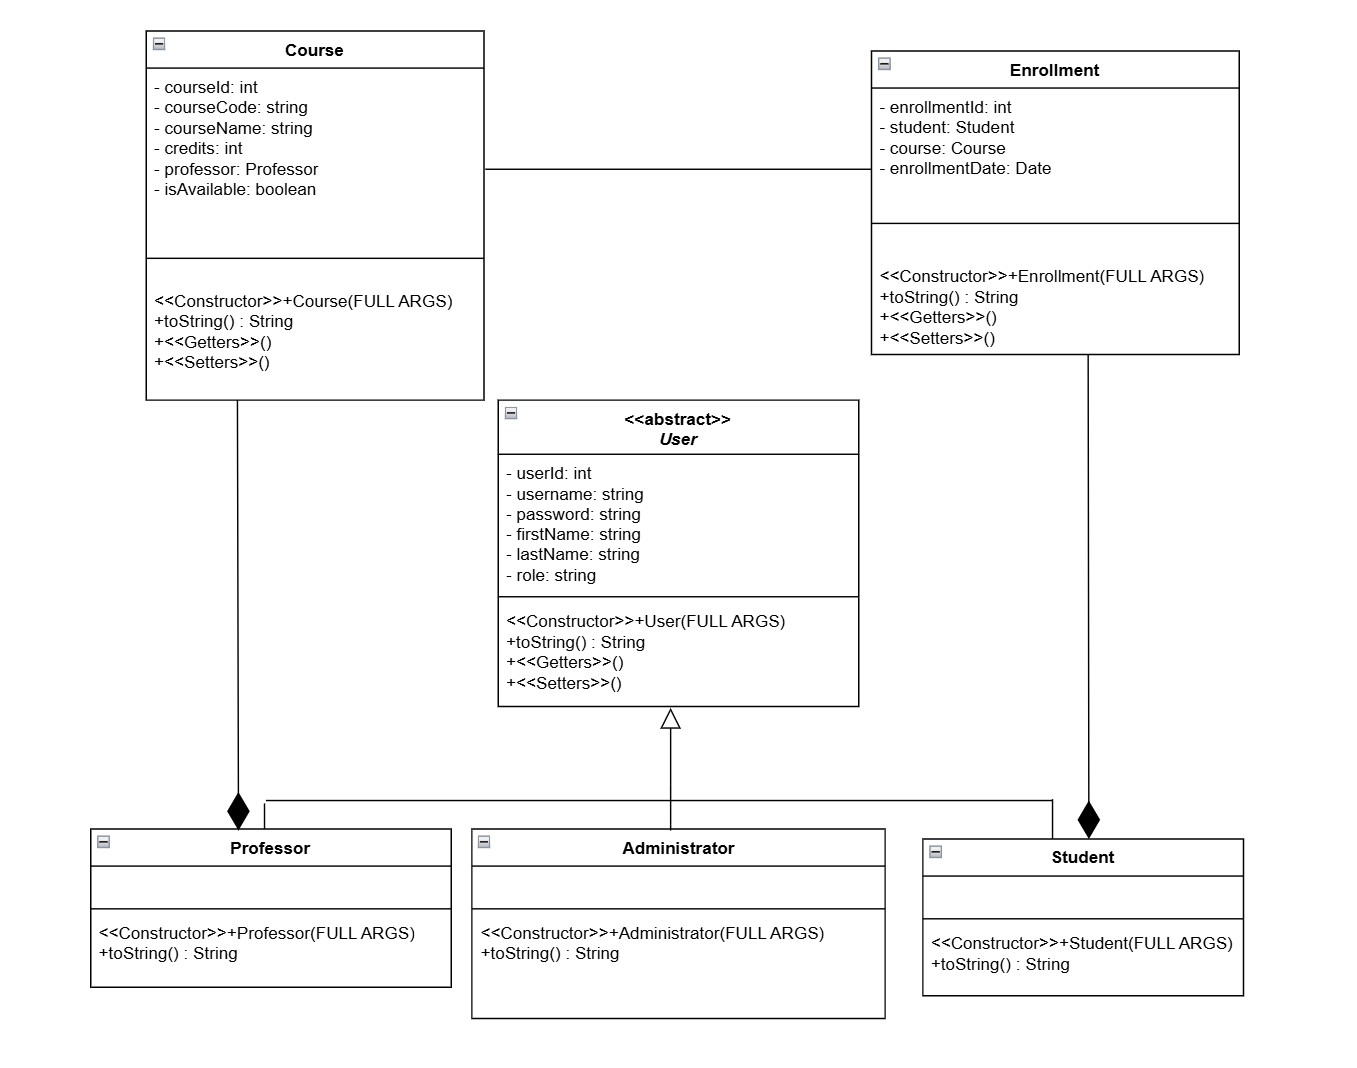 Course
- courseId: int
- courseCode: string
- courseName: string
- credits: int
- professor: Professor
- isAvailable: boolean
<<Constructor>>+Course(FULL ARGS)
+toString() : String
+<<Getters>>()
+<<Setters>>()
Enrollment
- enrollmentId: int
- student: Student
- course: Course
- enrollmentDate: Date
<<Constructor>>+Enrollment(FULL ARGS)
+toString() : String
+<<Getters>>()
+<<Setters>>()
<<abstract>>
User
- userId: int
- username: string
- password: string
- firstName: string
- lastName: string
- role: string
<<Constructor>>+User(FULL ARGS)
+toString() : String
+<<Getters>>()
+<<Setters>>()
Professor
<<Constructor>>+Professor(FULL ARGS)
+toString() : String
Administrator
<<Constructor>>+Administrator(FULL ARGS)
+toString() : String
Student
<<Constructor>>+Student(FULL ARGS)
+toString() : String